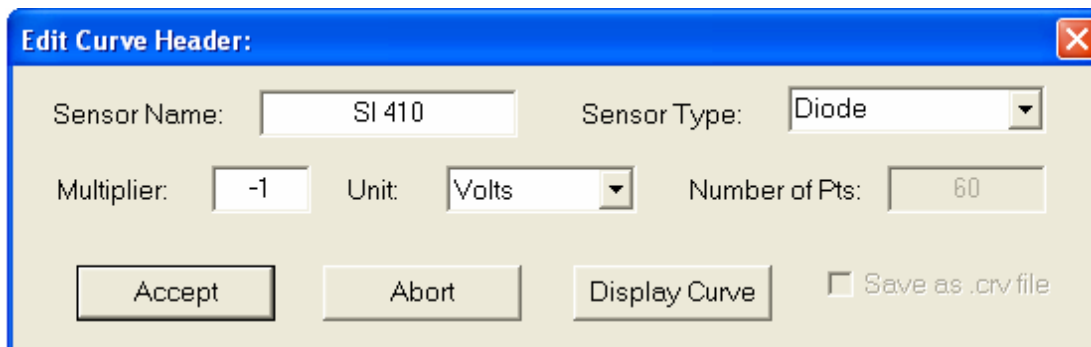 Edit Curve Header:
Sensor Name: SI 410 Sensor Type: Diode
Multiplier: -1 Unit: Volts Number of Pts: 60
Accept Abort Display Curve Save as .crv file